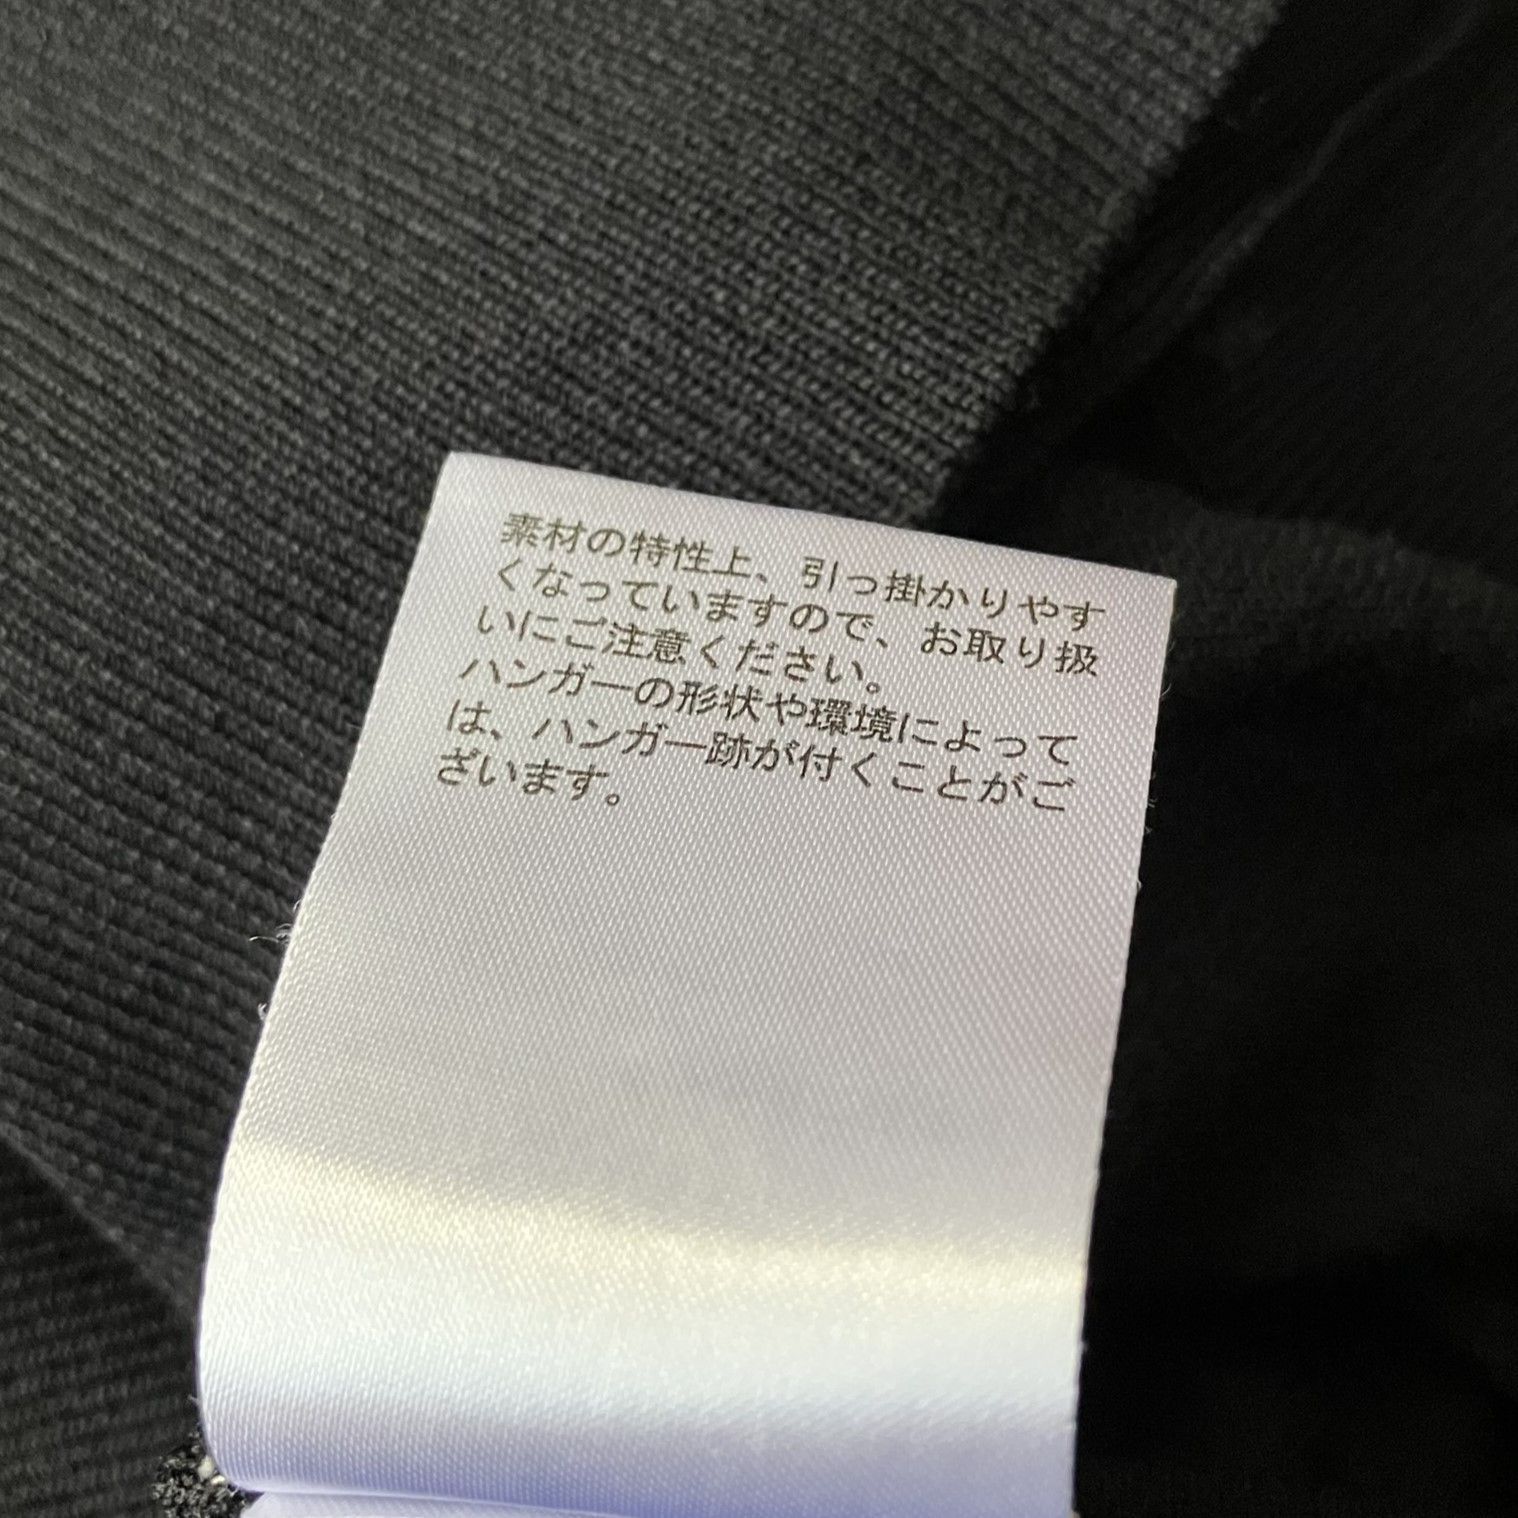 素材の特性上、引っ掛かりやす
くなっていますので、お取り扱
いにご注意ください。
ハンガーの形状や環境によって
は、ハンガー跡が付くことがご
ざいます。